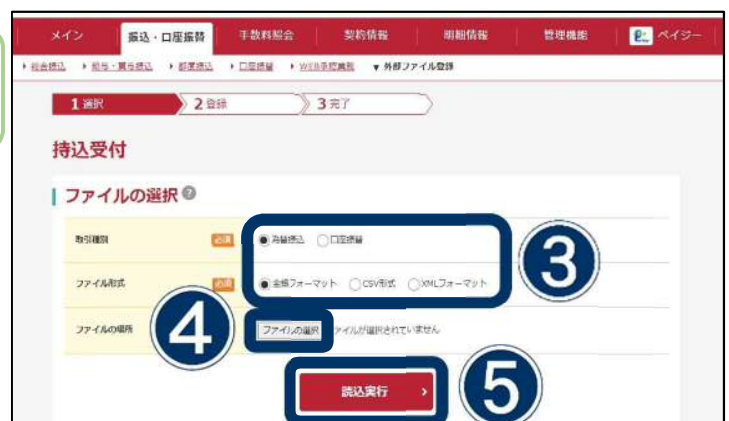 メイン 振込・口座振替 手数料照会 契約情報 明細情報 管理機能 ペイジー
総合振込 給与・賞与振込 都度振込 口座振替 WEB承認業務 外部ファイル登録
1 選択 2 登録 3 完了
持込受付
ファイルの選択 ?
取引種別 必須 為替振込 口座振替 ③
ファイル形式 必須 全銀フォーマット CSV形式 XMLフォーマット
ファイルの場所 ④ ファイルの選択 ファイルが選択されていません
読込実行 ⑤